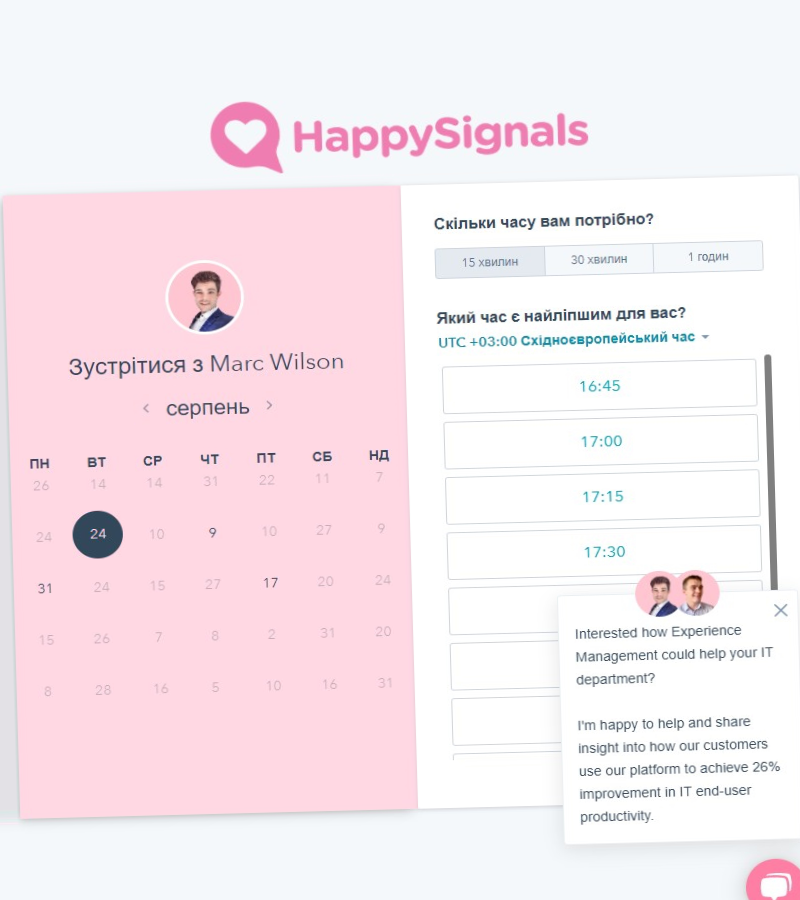 HappySignals
Зустрітися з Marc Wilson
серпень
ПН ВТ СР ЧТ ПТ СБ НД
26 14 14 31 22 11 7
24 24 10 9 10 27 9
31 24 15 27 17 20 24
15 26 7 8 2 31 20
8 28 16 5 10 16 31
Скільки часу вам потрібно?
15 хвилин 30 хвилин 1 годин
Який час є найліпшим для вас?
UTC +03:00 Східноєвропейський час
16:45
17:00
17:15
17:30
Interested how Experience
Management could help your IT
department?
I'm happy to help and share
insight into how our customers
use our platform to achieve 26%
improvement in IT end-user
productivity.